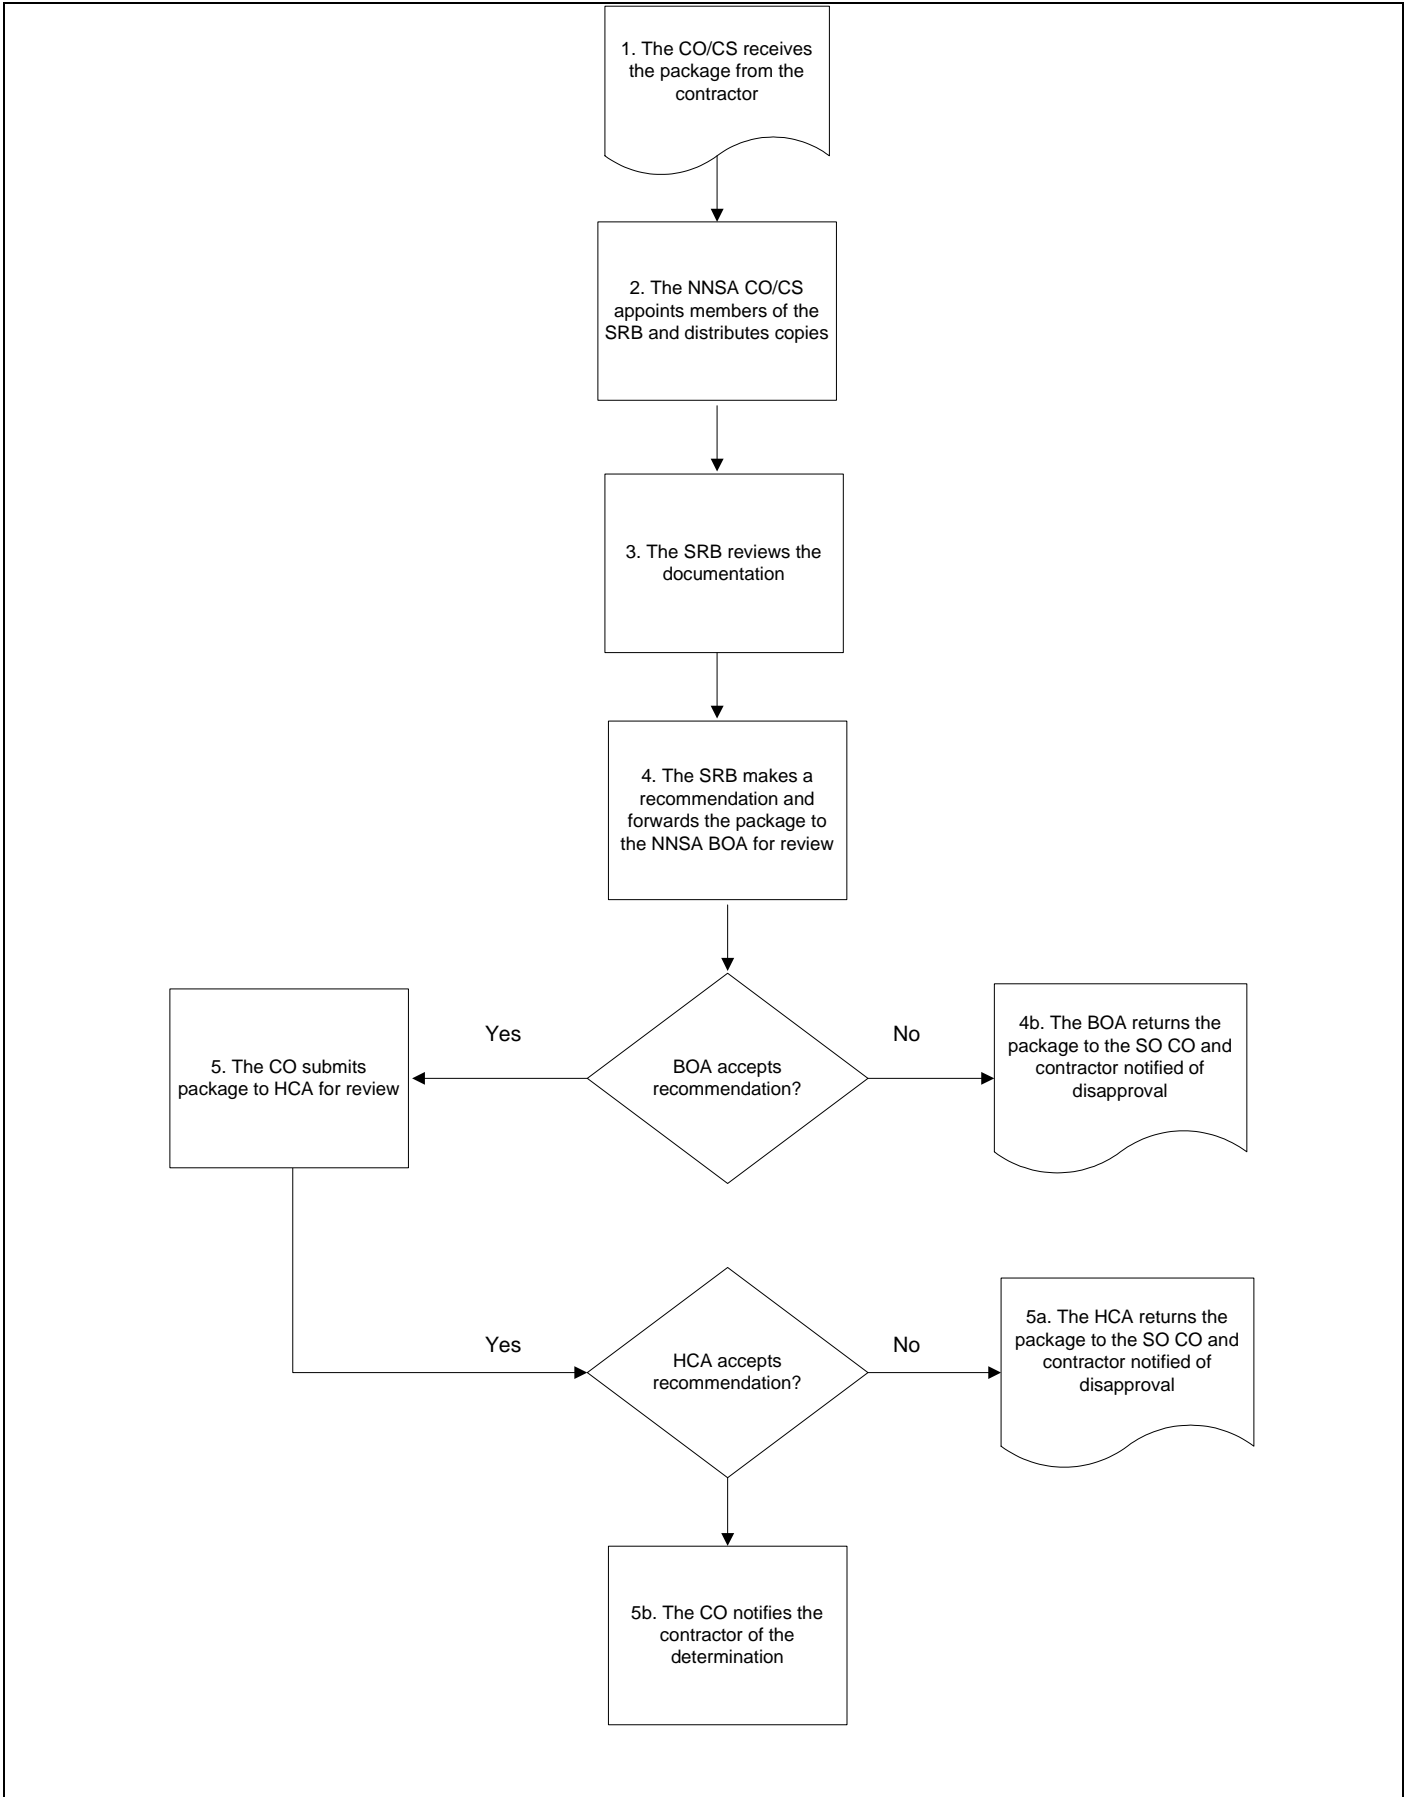 1. The CO/CS receives
the package from the
contractor
2. The NNSA CO/CS
appoints members of the
SRB and distributes copies
3. The SRB reviews the
documentation
4. The SRB makes a
recommendation and
forwards the package to
the NNSA BOA for review
BOA accepts
recommendation?
Yes
No
5. The CO submits
package to HCA for review
4b. The BOA returns the
package to the SO CO and
contractor notified of
disapproval
HCA accepts
recommendation?
Yes
No
5a. The HCA returns the
package to the SO CO and
contractor notified of
disapproval
5b. The CO notifies the
contractor of the
determination